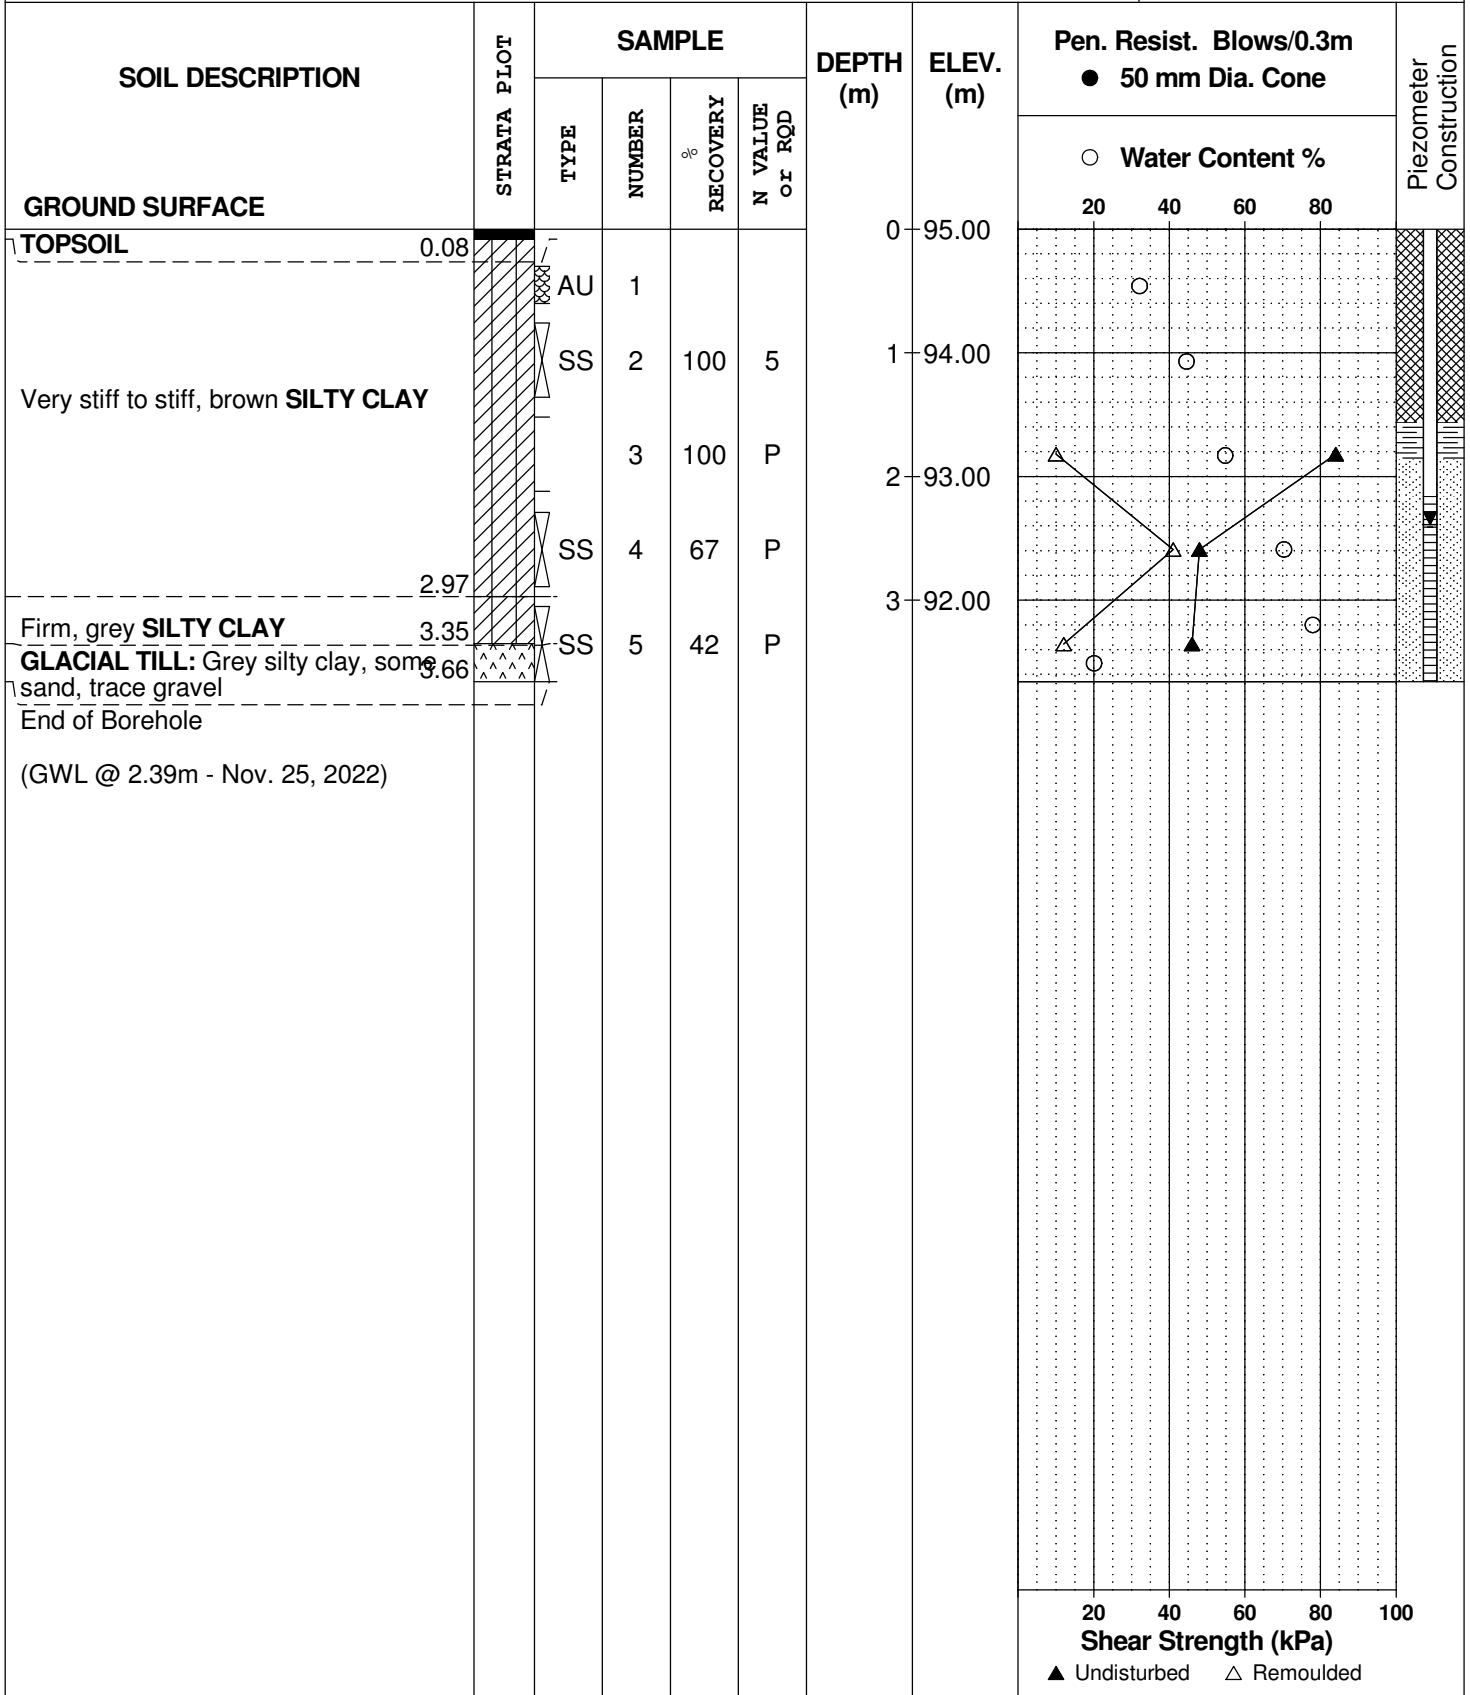 SOIL DESCRIPTION
GROUND SURFACE
STRATA PLOT
SAMPLE
TYPE
NUMBER
%
RECOVERY
N VALUE
or RQD
DEPTH
(m)
ELEV.
(m)
Pen. Resist. Blows/0.3m
● 50 mm Dia. Cone
○ Water Content %
20 40 60 80
Piezometer
Construction
0 95.00
TOPSOIL 0.08
AU 1
SS 2 100 5
1 94.00
Very stiff to stiff, brown SILTY CLAY
3 100 P
2 93.00
SS 4 67 P
2.97
3 92.00
Firm, grey SILTY CLAY 3.35
SS 5 42 P
GLACIAL TILL: Grey silty clay, some 3.66
sand, trace gravel
End of Borehole
(GWL @ 2.39m - Nov. 25, 2022)
20 40 60 80 100
Shear Strength (kPa)
▲ Undisturbed △ Remoulded